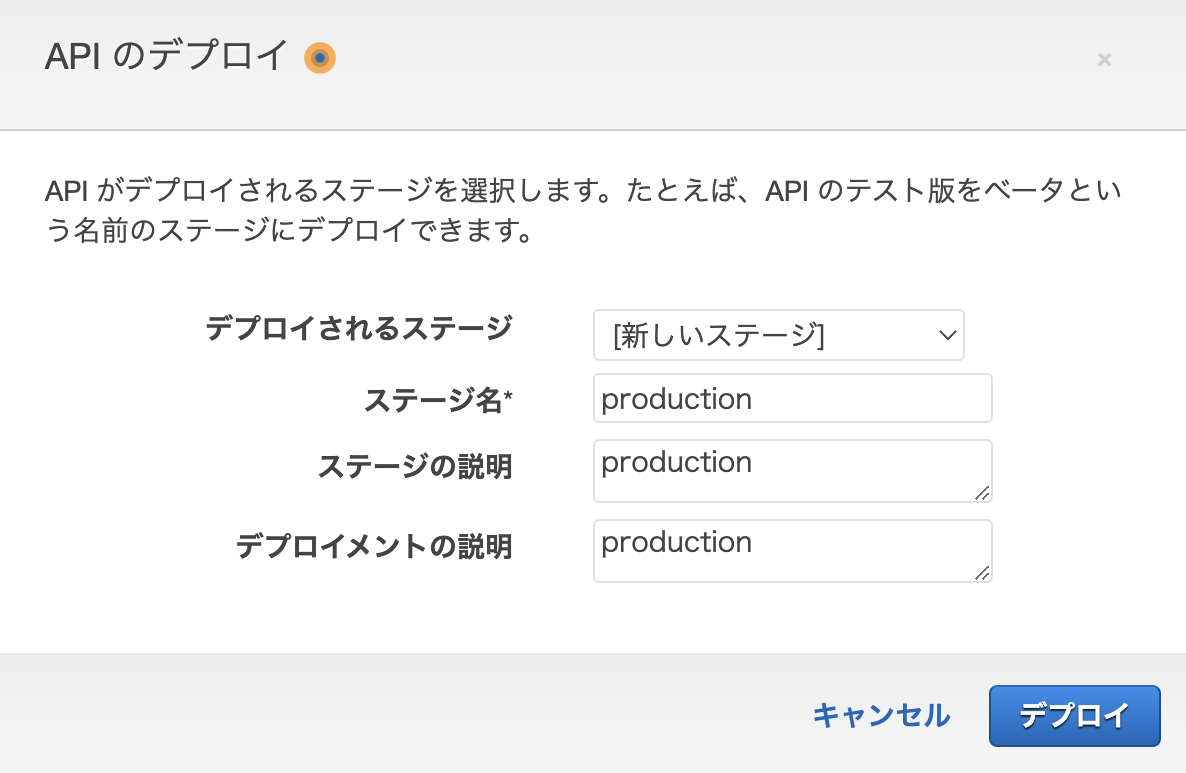 API のデプロイ
API がデプロイされるステージを選択します。たとえば、API のテスト版をベータとい
う名前のステージにデプロイできます。
デプロイされるステージ [新しいステージ]
ステージ名* production
ステージの説明 production
デプロイメントの説明 production
キャンセル デプロイ